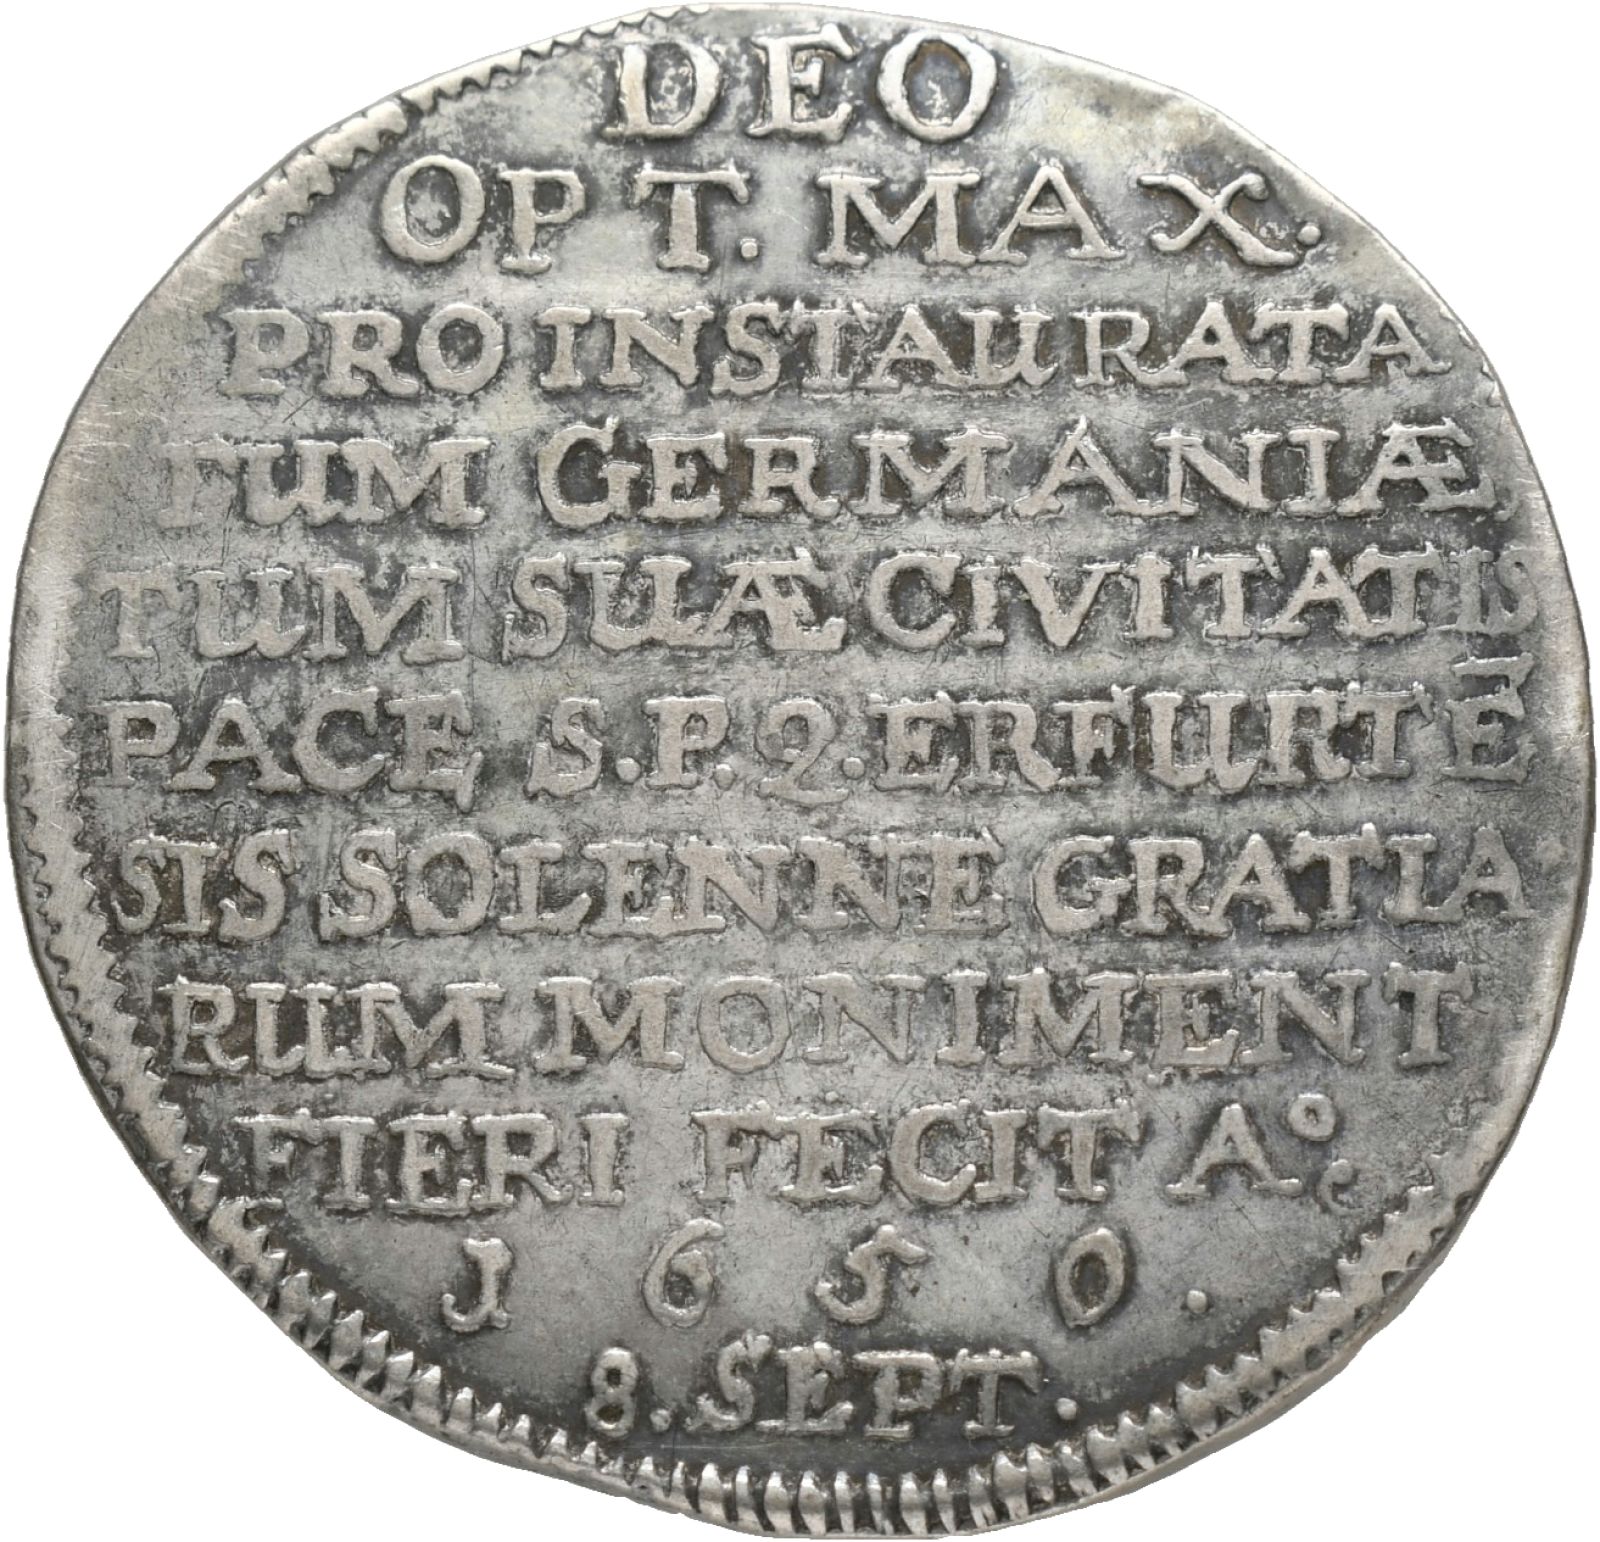 DEO
OPT. MAX.
PRO INSTAURATA
TUM GERMANIÆ,
TUM SUÆ CIVITATIS
PACE S.P.Q. ERFURTE̅
SIS SOLENNE GRATIA
RUM MONIMENT
FIERI FECIT Aº
1650.
8. SEPT.